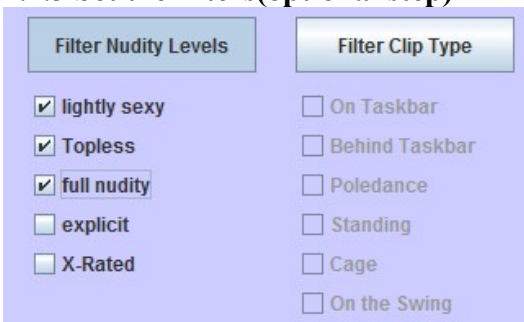 Filter Nudity Levels
Filter Clip Type
lightly sexy
On Taskbar
Topless
Behind Taskbar
full nudity
Poledance
explicit
Standing
X-Rated
Cage
On the Swing